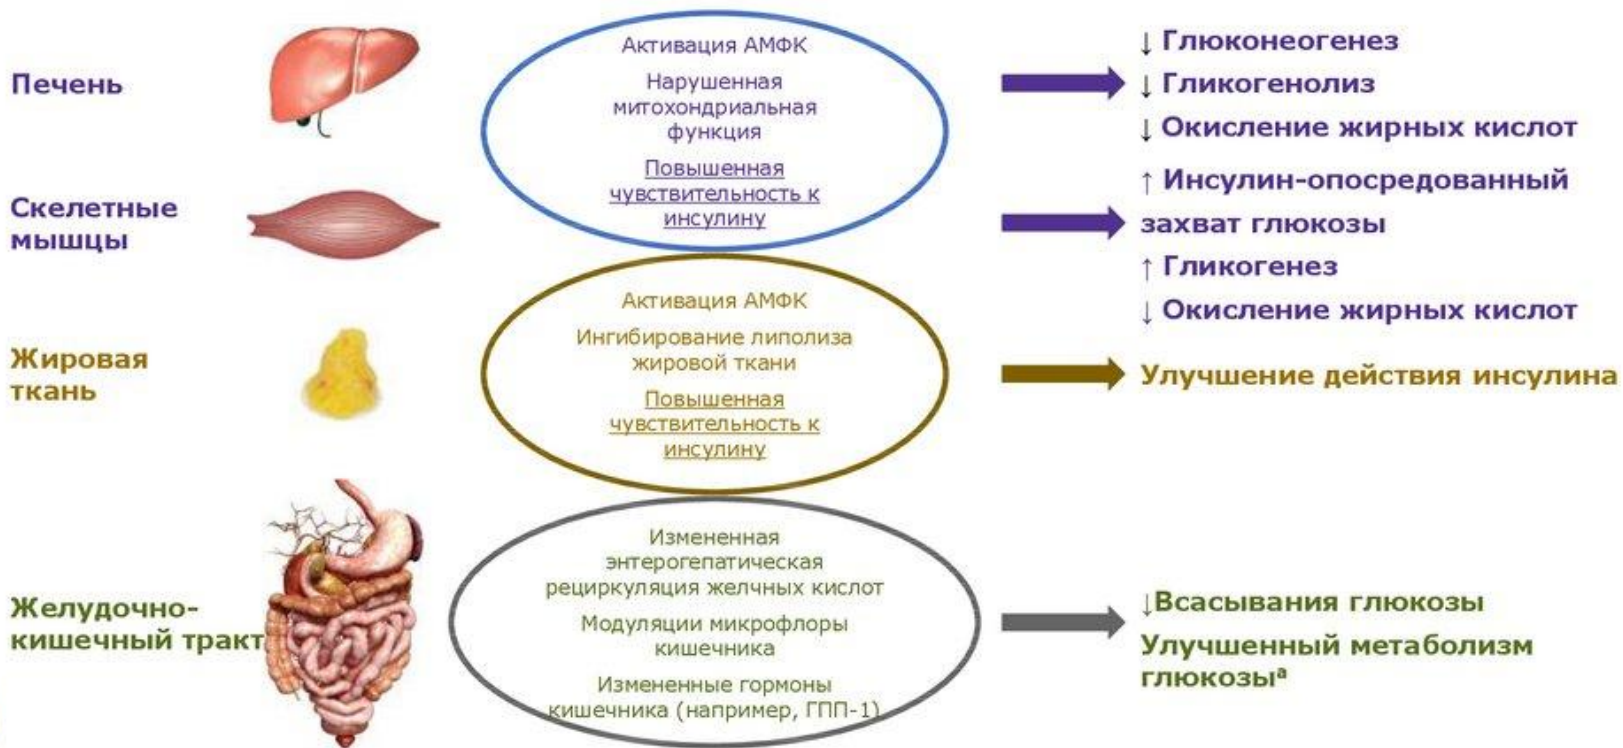 Печень
Активация АМФК
Нарушенная
митохондриальная
функция
Повышенная
чувствительность к
инсулину
↓ Глюконеогенез
↓ Гликогенолиз
↓ Окисление жирных кислот
Скелетные
мышцы
↑ Инсулин-опосредованный
захват глюкозы
↑ Гликогенез
↓ Окисление жирных кислот
Жировая
ткань
Активация АМФК
Ингибирование липолиза
жировой ткани
Повышенная
чувствительность к
инсулину
Улучшение действия инсулина
Желудочно-
кишечный тракт
Измененная
энтерогепатическая
рециркуляция желчных кислот
Модуляции микрофлоры
кишечника
Измененные гормоны
кишечника (например, ГПП-1)
↓Всасывания глюкозы
Улучшенный метаболизм
глюкозыᵃ